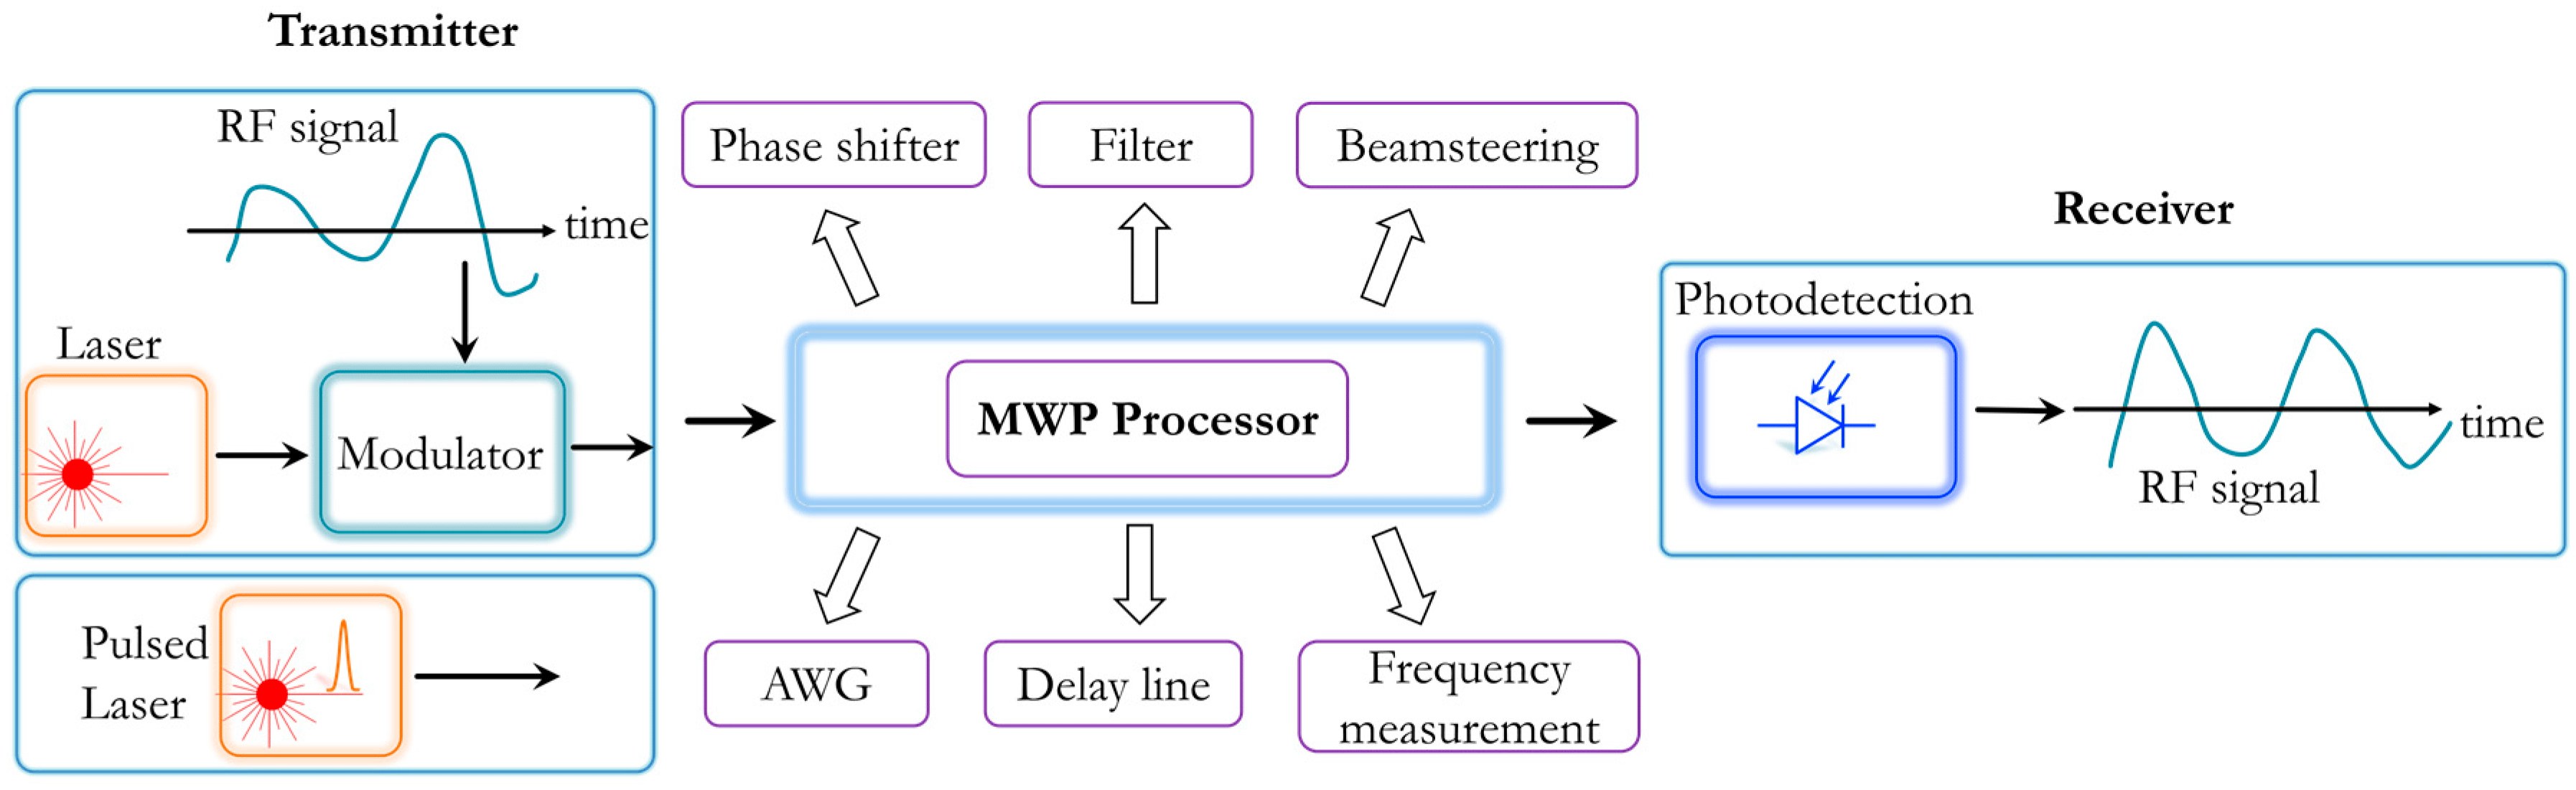 Transmitter
RF signal
time
Laser
Modulator
Pulsed
Laser
Phase shifter
Filter
Beamsteering
MWP Processor
AWG
Delay line
Frequency
measurement
Receiver
Photodetection
time
RF signal